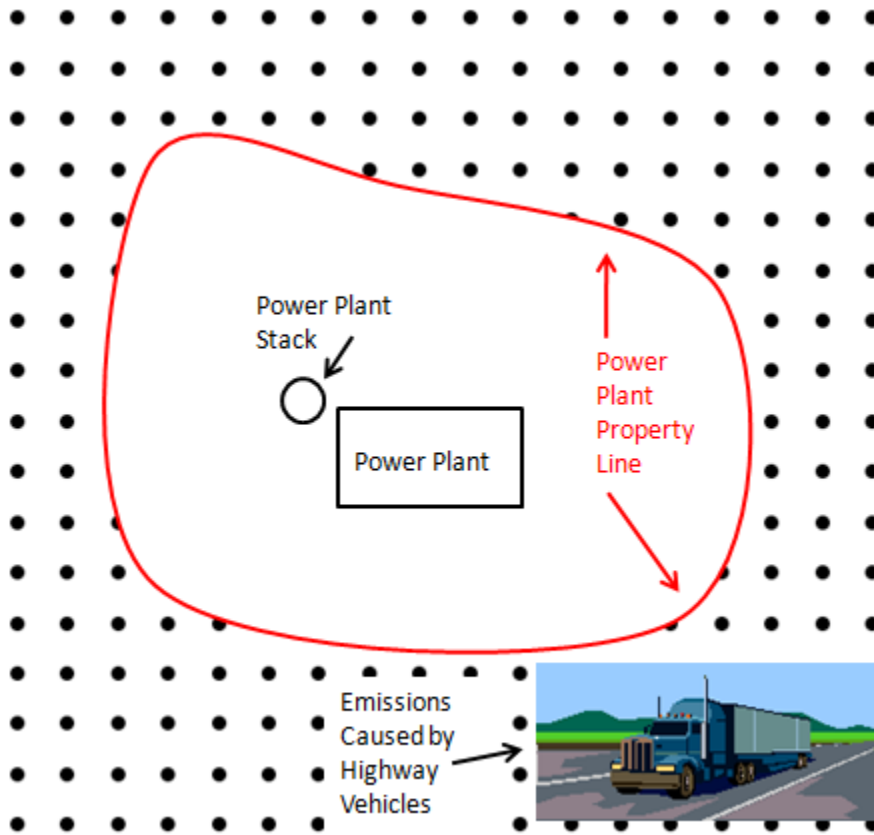 Power Plant
Stack
Power
Plant
Property
Line
Power Plant
Emissions
Caused by
Highway
Vehicles